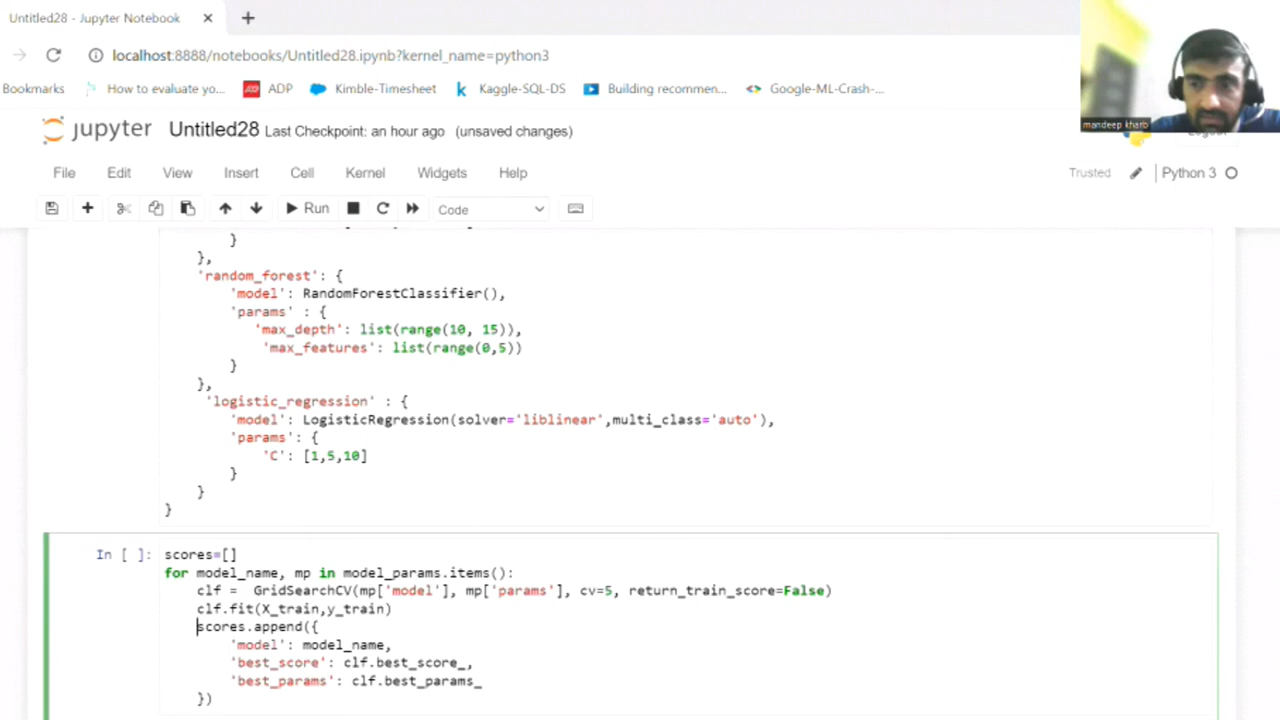 Untitled28 - Jupyter Notebook
localhost:8888/notebooks/Untitled28.ipynb?kernel_name=python3
Bookmarks How to evaluate yo... ADP Kimble-Timesheet Kaggle-SQL-DS Building recommen... Google-ML-Crash-...
mandeep kharb
jupyter Untitled28 Last Checkpoint: an hour ago (unsaved changes)
File Edit View Insert Cell Kernel Widgets Help Trusted Python 3
Run Code
}
},
'random_forest': {
'model': RandomForestClassifier(),
'params' : {
'max_depth': list(range(10, 15)),
'max_features': list(range(0,5))
}
},
'logistic_regression' : {
'model': LogisticRegression(solver='liblinear',multi_class='auto'),
'params': {
'C': [1,5,10]
}
}
}
In [ ]: scores=[]
for model_name, mp in model_params.items():
clf = GridSearchCV(mp['model'], mp['params'], cv=5, return_train_score=False)
clf.fit(X_train,y_train)
scores.append({
'model': model_name,
'best_score': clf.best_score_,
'best_params': clf.best_params_
})